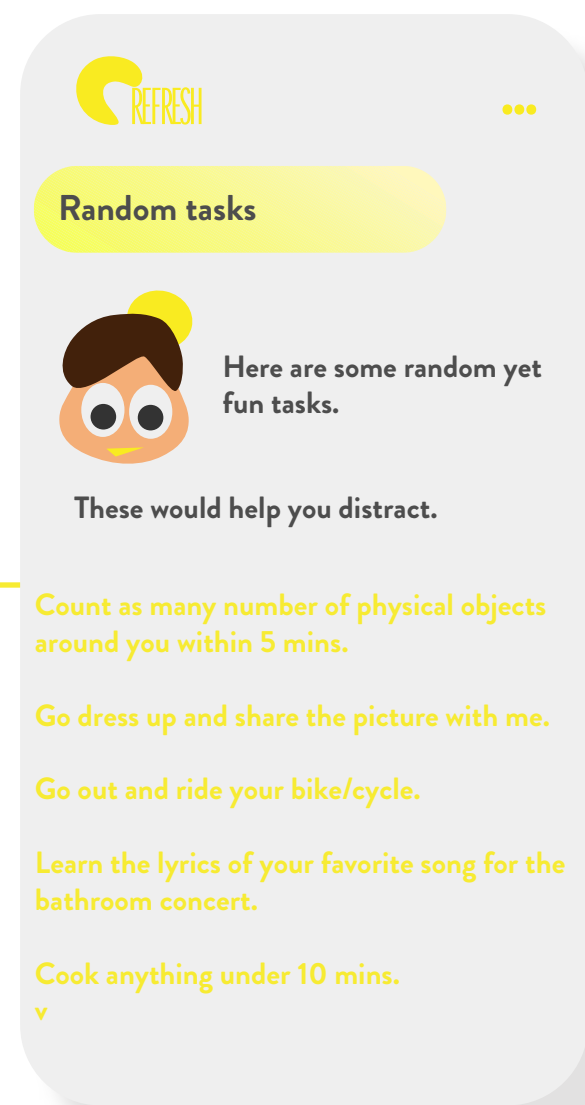 REFRESH
Random tasks
Here are some random yet
fun tasks.
These would help you distract.
Count as many number of physical objects
around you within 5 mins.
Go dress up and share the picture with me.
Go out and ride your bike/cycle.
Learn the lyrics of your favorite song for the
bathroom concert.
Cook anything under 10 mins.
v